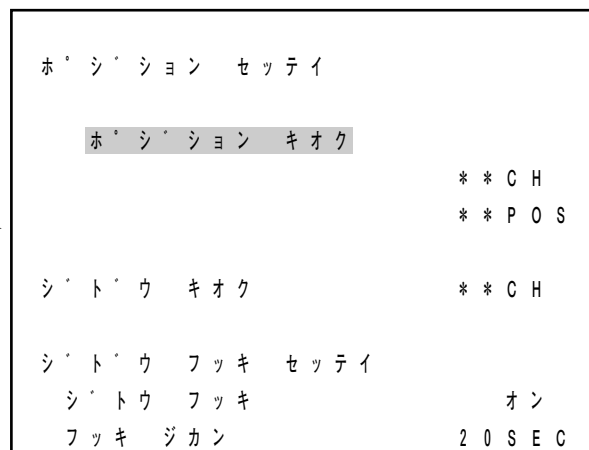 ホ゜シ゛ション セッテイ
ホ゜シ゛ション キオク
**CH
**POS
シ゛ト゛ウ キオク **CH
シ゛ト゛ウ フッキ セッテイ
シ゛トウ フッキ オン
フッキ ジカン 20SEC